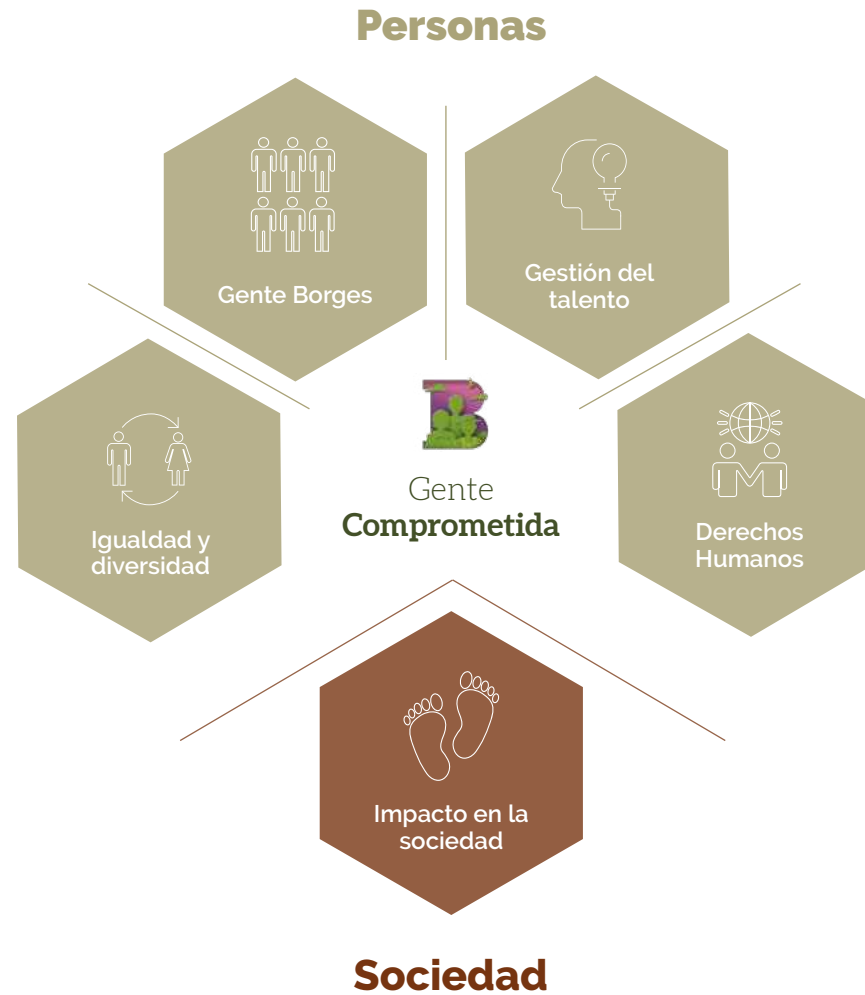 Personas
Gente Borges
Gestión del
talento
Igualdad y
diversidad
B
Gente
Comprometida
Derechos
Humanos
Impacto en la
sociedad
Sociedad